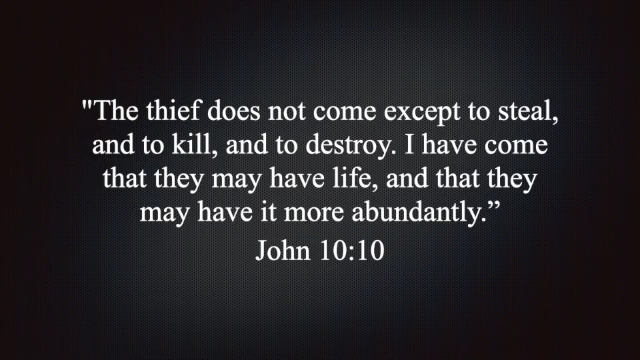 "The thief does not come except to steal,
and to kill, and to destroy. I have come
that they may have life, and that they
may have it more abundantly.”
John 10:10